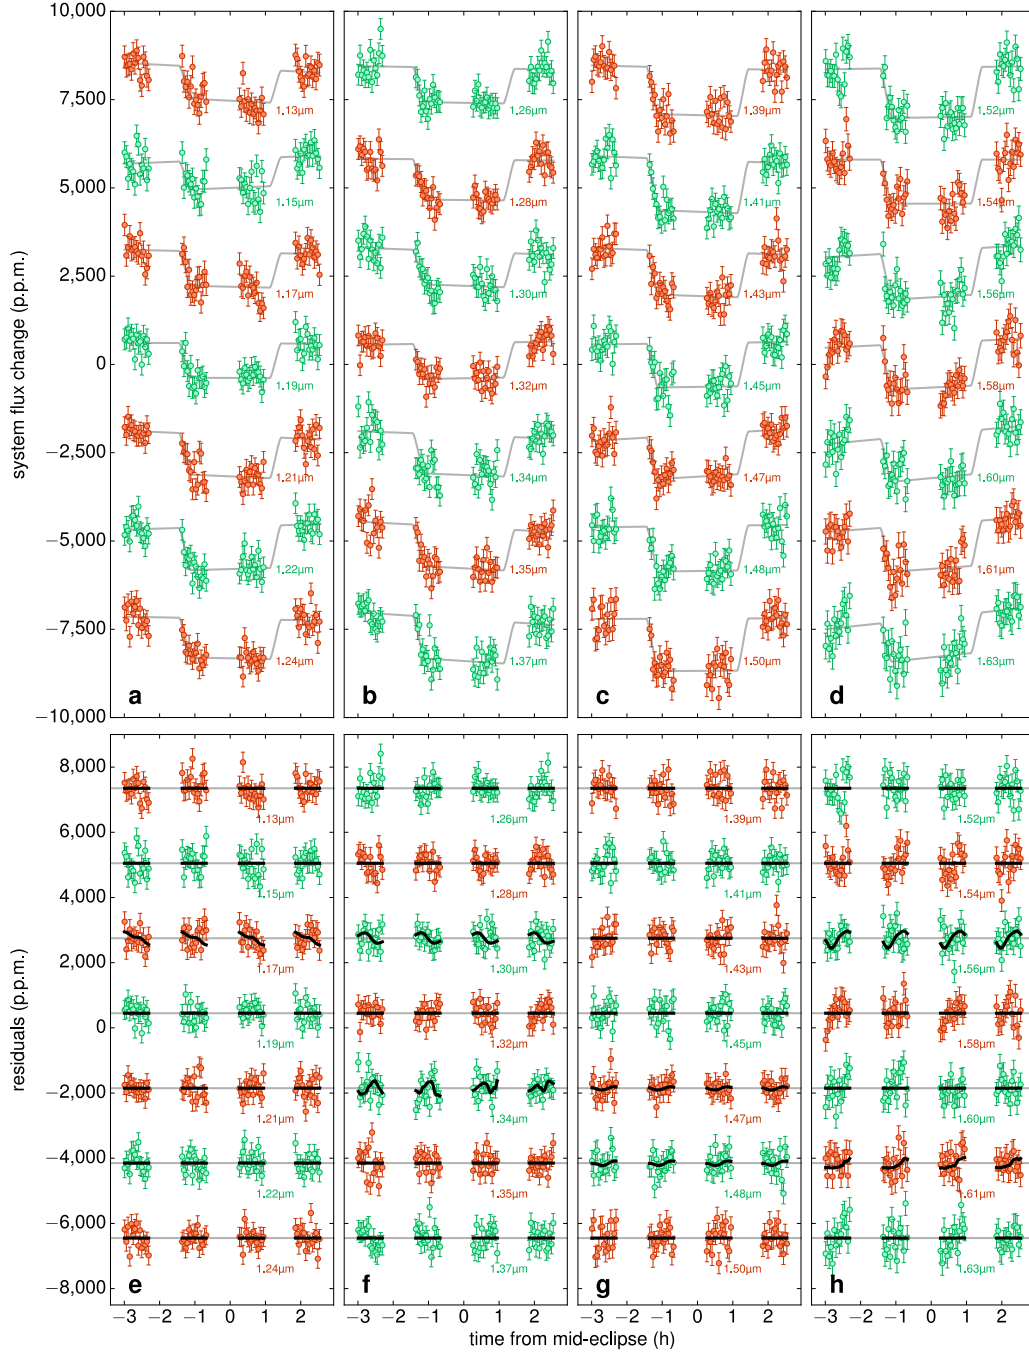 system flux change (p.p.m.)
10,000
7,500
5,000
2,500
0
−2,500
−5,000
−7,500
−10,000
1.13µm
1.15µm
1.17µm
1.19µm
1.21µm
1.22µm
1.24µm
a
1.26µm
1.28µm
1.30µm
1.32µm
1.34µm
1.35µm
1.37µm
b
1.39µm
1.41µm
1.43µm
1.45µm
1.47µm
1.48µm
1.50µm
c
1.52µm
1.54µm
1.56µm
1.58µm
1.60µm
1.61µm
1.63µm
d
residuals (p.p.m.)
8,000
6,000
4,000
2,000
0
−2,000
−4,000
−6,000
−8,000
1.13µm
1.15µm
1.17µm
1.19µm
1.21µm
1.22µm
1.24µm
e
1.26µm
1.28µm
1.30µm
1.32µm
1.34µm
1.35µm
1.37µm
f
1.39µm
1.41µm
1.43µm
1.45µm
1.47µm
1.48µm
1.50µm
g
1.52µm
1.54µm
1.56µm
1.58µm
1.60µm
1.61µm
1.63µm
h
−3 −2 −1 0 1 2 −3 −2 −1 0 1 2 −3 −2 −1 0 1 2 −3 −2 −1 0 1 2
time from mid-eclipse (h)